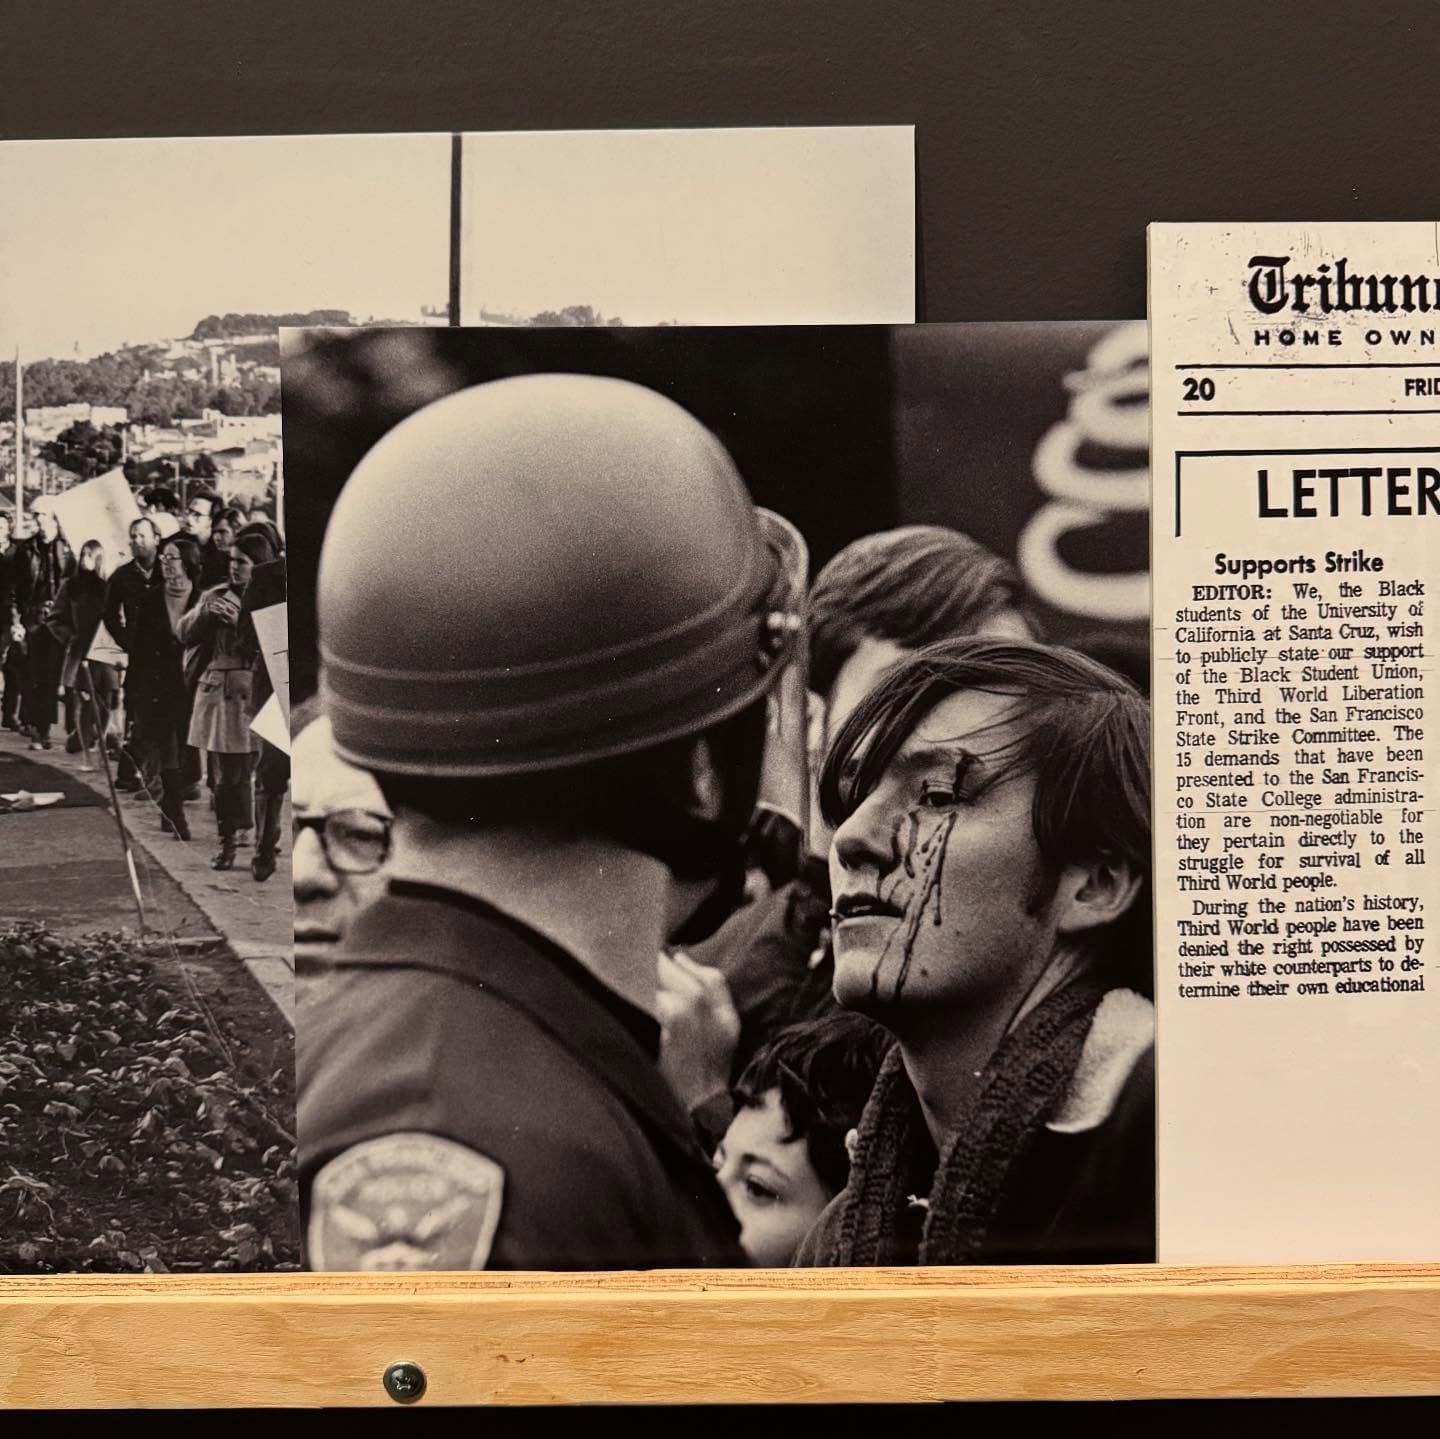 Tribun
HOME OWN
20 FRID
LETTER
Supports Strike
EDITOR: We, the Black
students of the University of
California at Santa Cruz, wish
to publicly state our support
of the Black Student Union,
the Third World Liberation
Front, and the San Francisco
State Strike Committee. The
15 demands that have been
presented to the San Francis-
co State College administra-
tion are non-negotiable for
they pertain directly to the
struggle for survival of all
Third World people.
During the nation's history,
Third World people have been
denied the right possessed by
their white counterparts to de-
termine their own educational